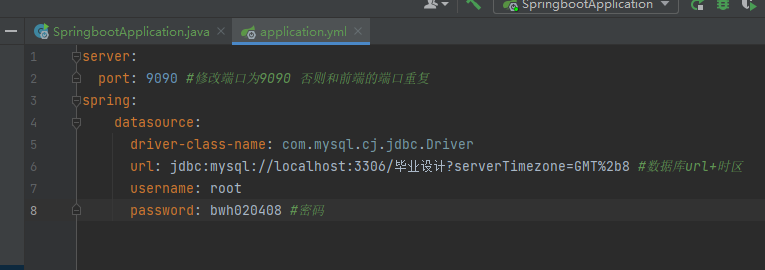 SpringbootApplication
SpringbootApplication.java
application.yml
1 server:
2 port: 9090 #修改端口为9090 否则和前端的端口重复
3 spring:
4 datasource:
5 driver-class-name: com.mysql.cj.jdbc.Driver
6 url: jdbc:mysql://localhost:3306/毕业设计?serverTimezone=GMT%2b8 #数据库url+时区
7 username: root
8 password: bwh020408 #密码